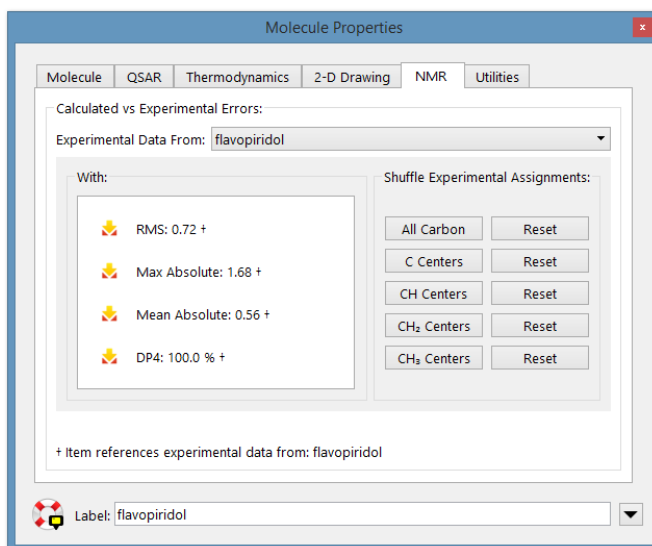 Molecule Properties
x
Molecule QSAR Thermodynamics 2-D Drawing NMR Utilities
Calculated vs Experimental Errors:
Experimental Data From: flavopiridol
With:
RMS: 0.72 †
Max Absolute: 1.68 †
Mean Absolute: 0.56 †
DP4: 100.0 % †
Shuffle Experimental Assignments:
All Carbon Reset
C Centers Reset
CH Centers Reset
CH₂ Centers Reset
CH₃ Centers Reset
† Item references experimental data from: flavopiridol
Label: flavopiridol